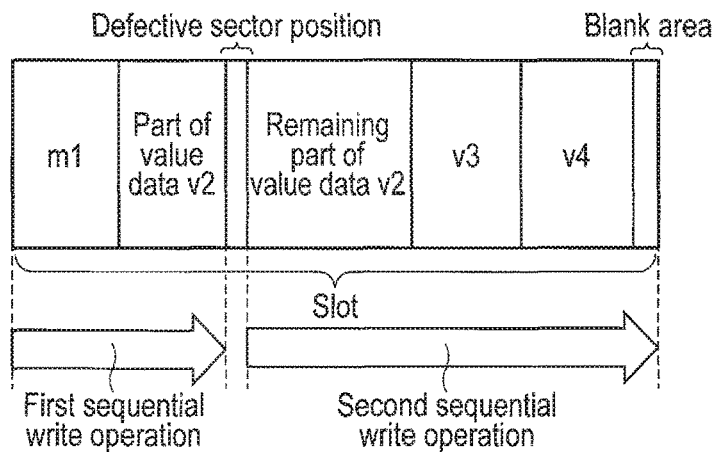 Defective sector position
Blank area
m1
Part of
value
data v2
Remaining
part of
value data v2
v3
v4
Slot
First sequential
write operation
Second sequential
write operation